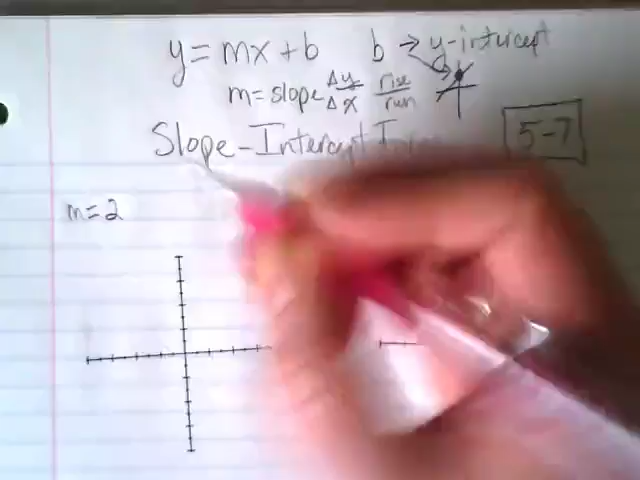 y = mx + b b → y-intercept
m = slope Δy/Δx rise/run
Slope-Intercept
5-7
m = 2